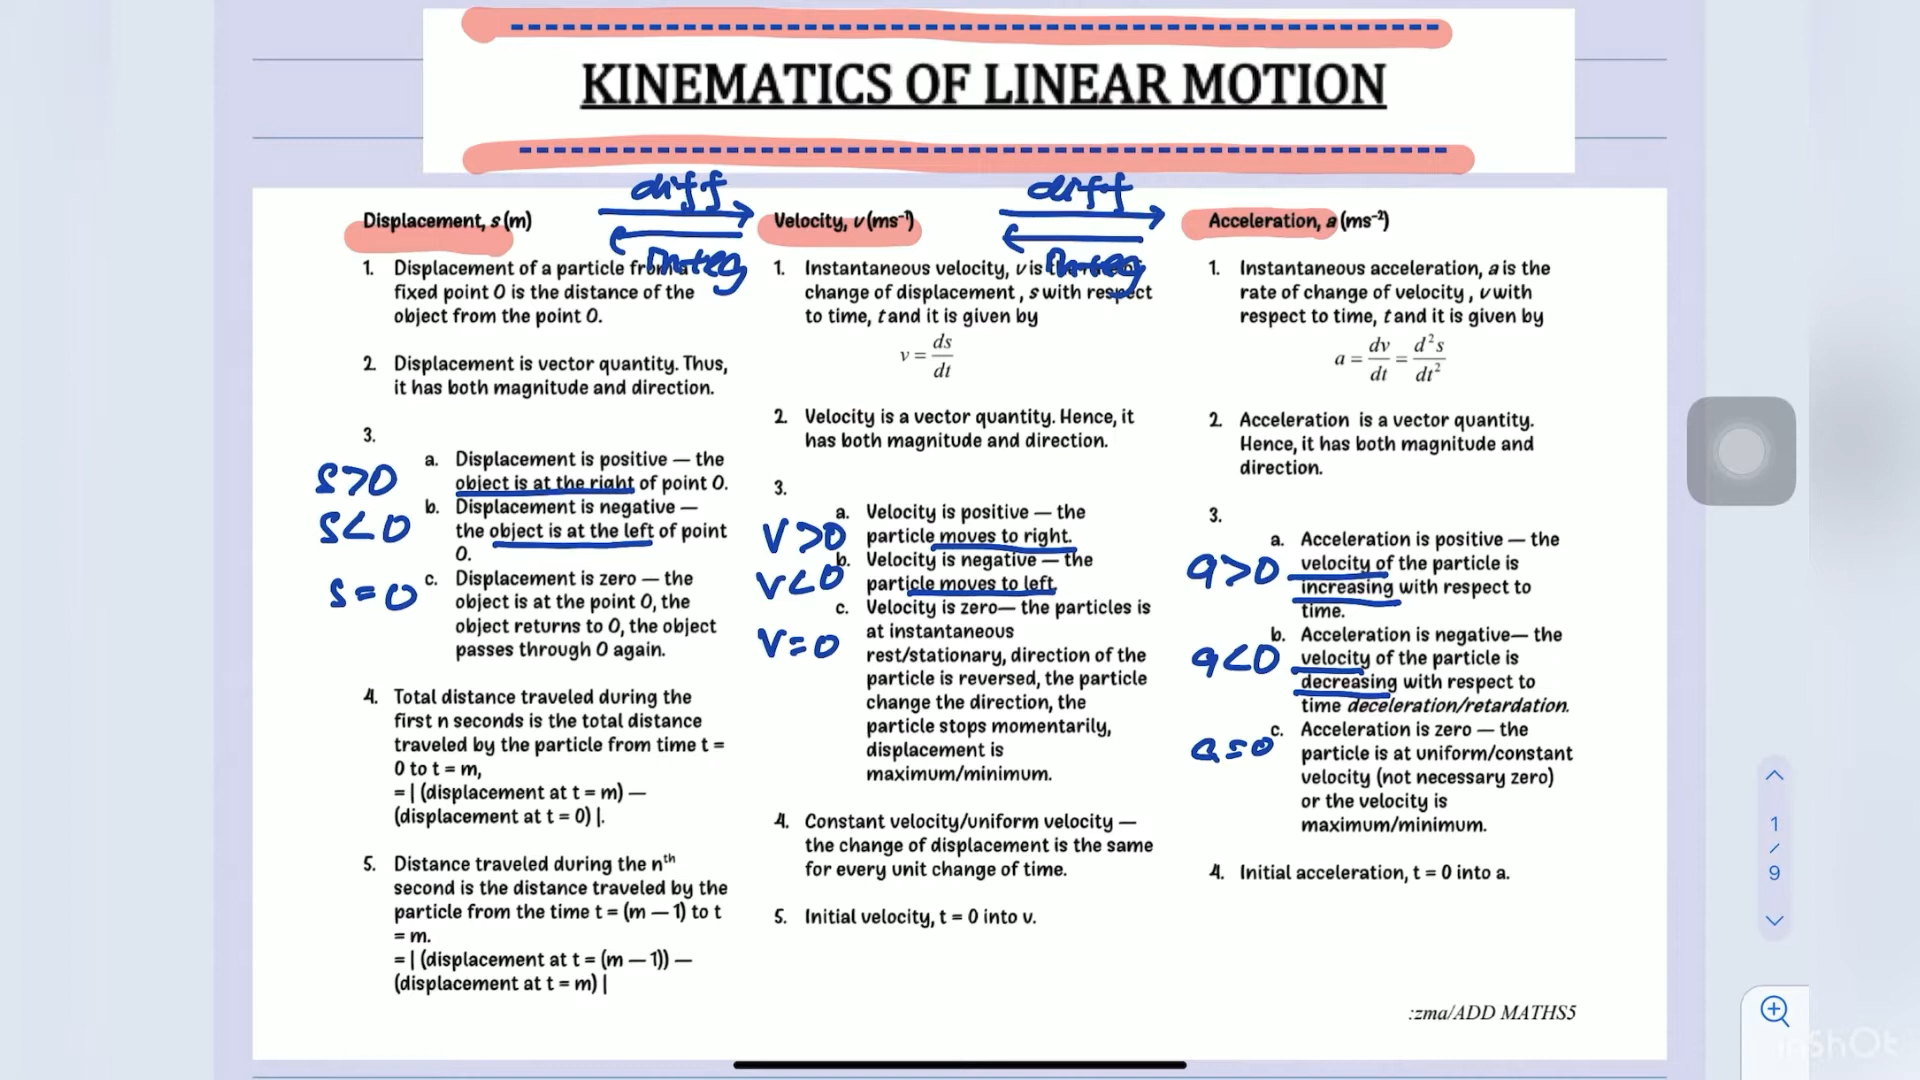 KINEMATICS OF LINEAR MOTION
diff
diff
Displacement, s (m)
integ
1. Displacement of a particle from a
fixed point O is the distance of the
object from the point O.
2. Displacement is vector quantity. Thus,
it has both magnitude and direction.
3.
a. Displacement is positive — the
object is at the right of point O.
s>0
b. Displacement is negative —
the object is at the left of point
O.
s<0
c. Displacement is zero — the
object is at the point O, the
object returns to O, the object
passes through O again.
s=0
4. Total distance traveled during the
first n seconds is the total distance
traveled by the particle from time t =
0 to t = m,
= | (displacement at t = m) —
(displacement at t = 0) |.
5. Distance traveled during the nth
second is the distance traveled by the
particle from the time t = (m — 1) to t
= m.
= | (displacement at t = (m — 1)) —
(displacement at t = m) |
Velocity, v (ms⁻¹)
integ
1. Instantaneous velocity, v is the rate of
change of displacement , s with respect
to time, t and it is given by
v = ds/dt
2. Velocity is a vector quantity. Hence, it
has both magnitude and direction.
3.
a. Velocity is positive — the
particle moves to right.
v>0
b. Velocity is negative — the
particle moves to left.
v<0
c. Velocity is zero— the particles is
at instantaneous
rest/stationary, direction of the
particle is reversed, the particle
change the direction, the
particle stops momentarily,
displacement is
maximum/minimum.
v=0
4. Constant velocity/uniform velocity —
the change of displacement is the same
for every unit change of time.
5. Initial velocity, t = 0 into v.
Acceleration, a (ms⁻²)
1. Instantaneous acceleration, a is the
rate of change of velocity , v with
respect to time, t and it is given by
a = dv/dt = d²s/dt²
2. Acceleration is a vector quantity.
Hence, it has both magnitude and
direction.
3.
a. Acceleration is positive — the
velocity of the particle is
increasing with respect to
time.
a>0
b. Acceleration is negative— the
velocity of the particle is
decreasing with respect to
time deceleration/retardation.
a<0
c. Acceleration is zero — the
particle is at uniform/constant
velocity (not necessary zero)
or the velocity is
maximum/minimum.
a=0
4. Initial acceleration, t = 0 into a.
:zma/ADD MATHS5
1
/
9